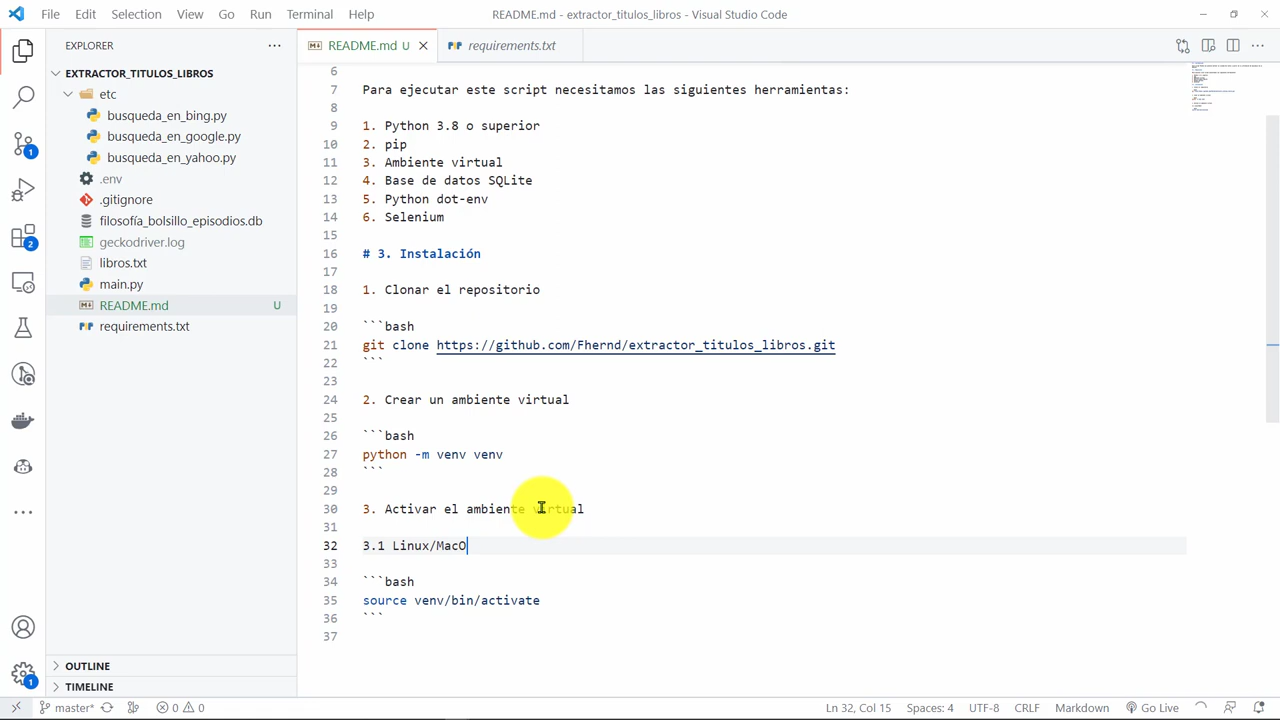 File Edit Selection View Go Run Terminal Help README.md - extractor_titulos_libros - Visual Studio Code
EXPLORER
EXTRACTOR_TITULOS_LIBROS
etc
busqueda_en_bing.py
busqueda_en_google.py
busqueda_en_yahoo.py
.env
.gitignore
filosofía_bolsillo_episodios.db
geckodriver.log
libros.txt
main.py
README.md U
requirements.txt
OUTLINE
TIMELINE
1
2
1
README.md U requirements.txt
6
7 Para ejecutar este script necesitamos la siguientes herramientas:
8
9 1. Python 3.8 o superior
10 2. pip
11 3. Ambiente virtual
12 4. Base de datos SQLite
13 5. Python dot-env
14 6. Selenium
15
16 # 3. Instalación
17
18 1. Clonar el repositorio
19
20 ```bash
21 git clone https://github.com/Fhernd/extractor_titulos_libros.git
22 ```
23
24 2. Crear un ambiente virtual
25
26 ```bash
27 python -m venv venv
28 ```
29
30 3. Activar el ambiente virtual
31
32 3.1 Linux/MacO
33
34 ```bash
35 source venv/bin/activate
36 ```
37
master* 0 0 Ln 32, Col 15 Spaces: 4 UTF-8 CRLF Markdown Go Live